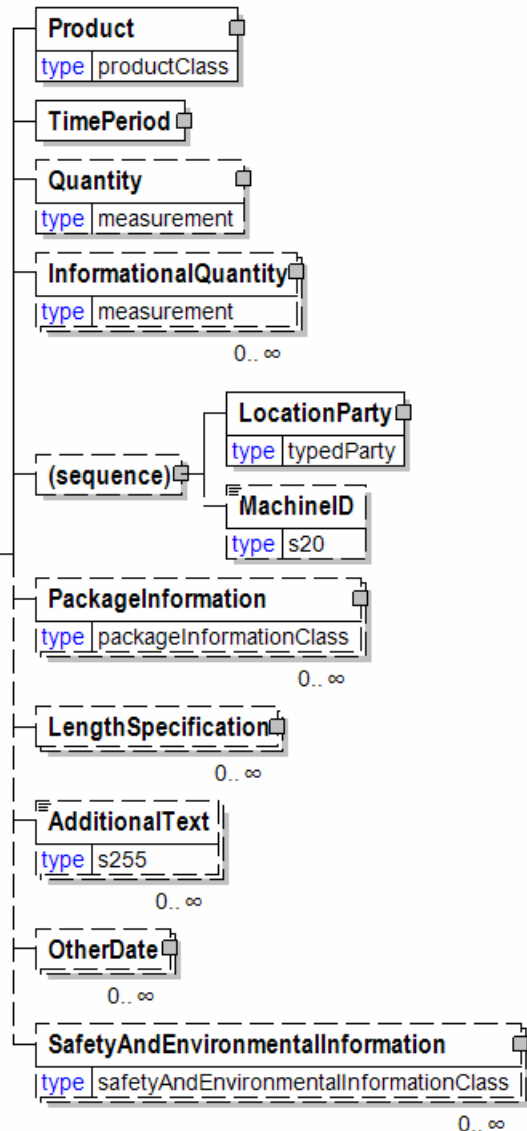 Product
type productClass
TimePeriod
Quantity
type measurement
InformationalQuantity
type measurement
0.. ∞
LocationParty
type typedParty
(sequence)
MachineID
type s20
PackageInformation
type packageInformationClass
0.. ∞
LengthSpecification
0.. ∞
AdditionalText
type s255
0.. ∞
OtherDate
0.. ∞
SafetyAndEnvironmentalInformation
type safetyAndEnvironmentalInformationClass
0.. ∞